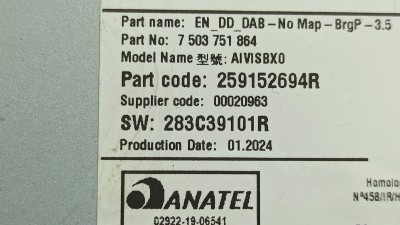 Part name: EN_DD_DAB-No Map-BrgP-3.5
Part No: 7 503 751 864
Model Name 型號: AIVISBX0
Part code: 259152694R
Supplier code: 00020963
SW: 283C39101R
Production Date: 01.2024
ANATEL
02922-19-06541
Homolo
Nº458/IR/H